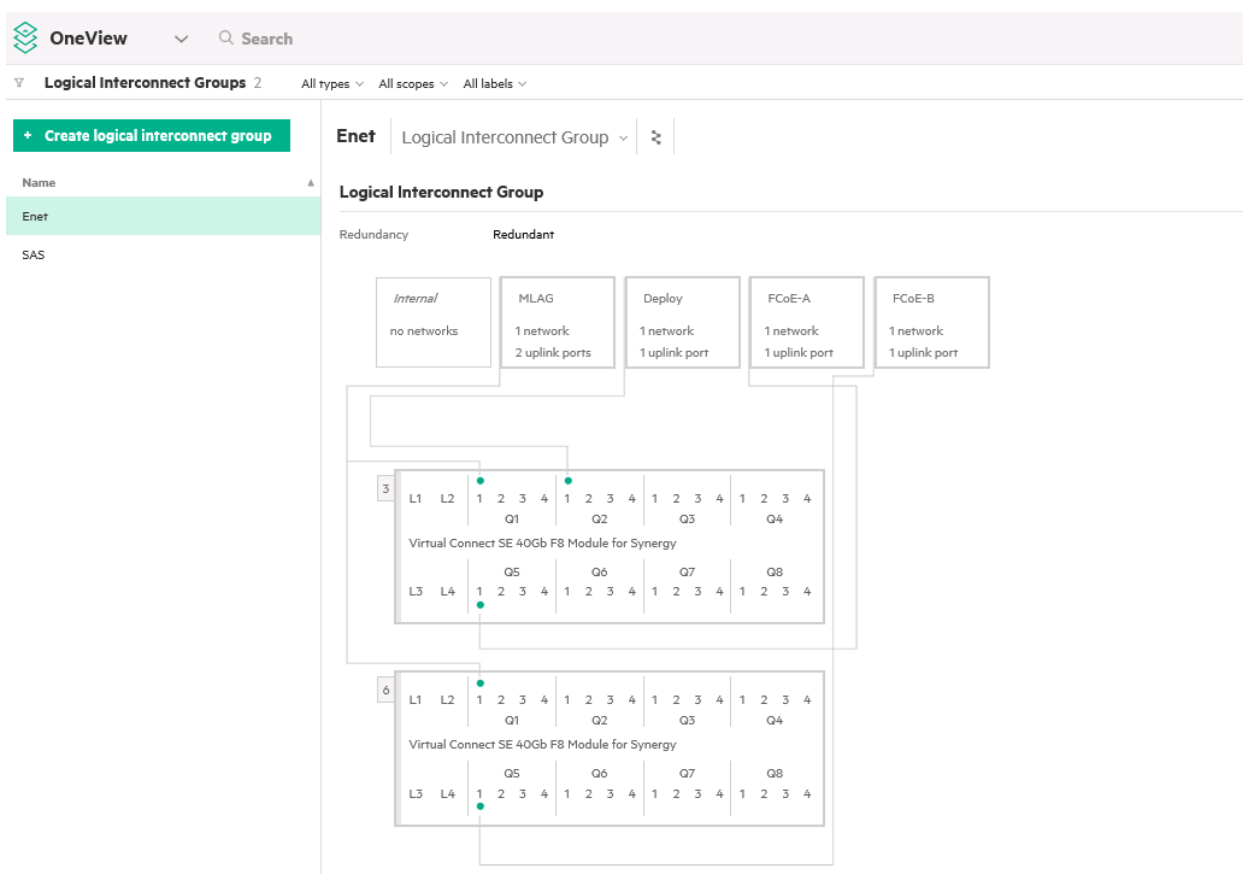 OneView Search
Logical Interconnect Groups 2 All types All scopes All labels
+ Create logical interconnect group
Enet Logical Interconnect Group
Name
Enet
SAS
Logical Interconnect Group
Redundancy Redundant
Internal MLAG Deploy FCoE-A FCoE-B
no networks 1 network 1 network 1 network 1 network
2 uplink ports 1 uplink port 1 uplink port 1 uplink port
3
L1 L2 1 2 3 4 1 2 3 4 1 2 3 4 1 2 3 4
Q1 Q2 Q3 Q4
Virtual Connect SE 40Gb F8 Module for Synergy
Q5 Q6 Q7 Q8
L3 L4 1 2 3 4 1 2 3 4 1 2 3 4 1 2 3 4
6
L1 L2 1 2 3 4 1 2 3 4 1 2 3 4 1 2 3 4
Q1 Q2 Q3 Q4
Virtual Connect SE 40Gb F8 Module for Synergy
Q5 Q6 Q7 Q8
L3 L4 1 2 3 4 1 2 3 4 1 2 3 4 1 2 3 4